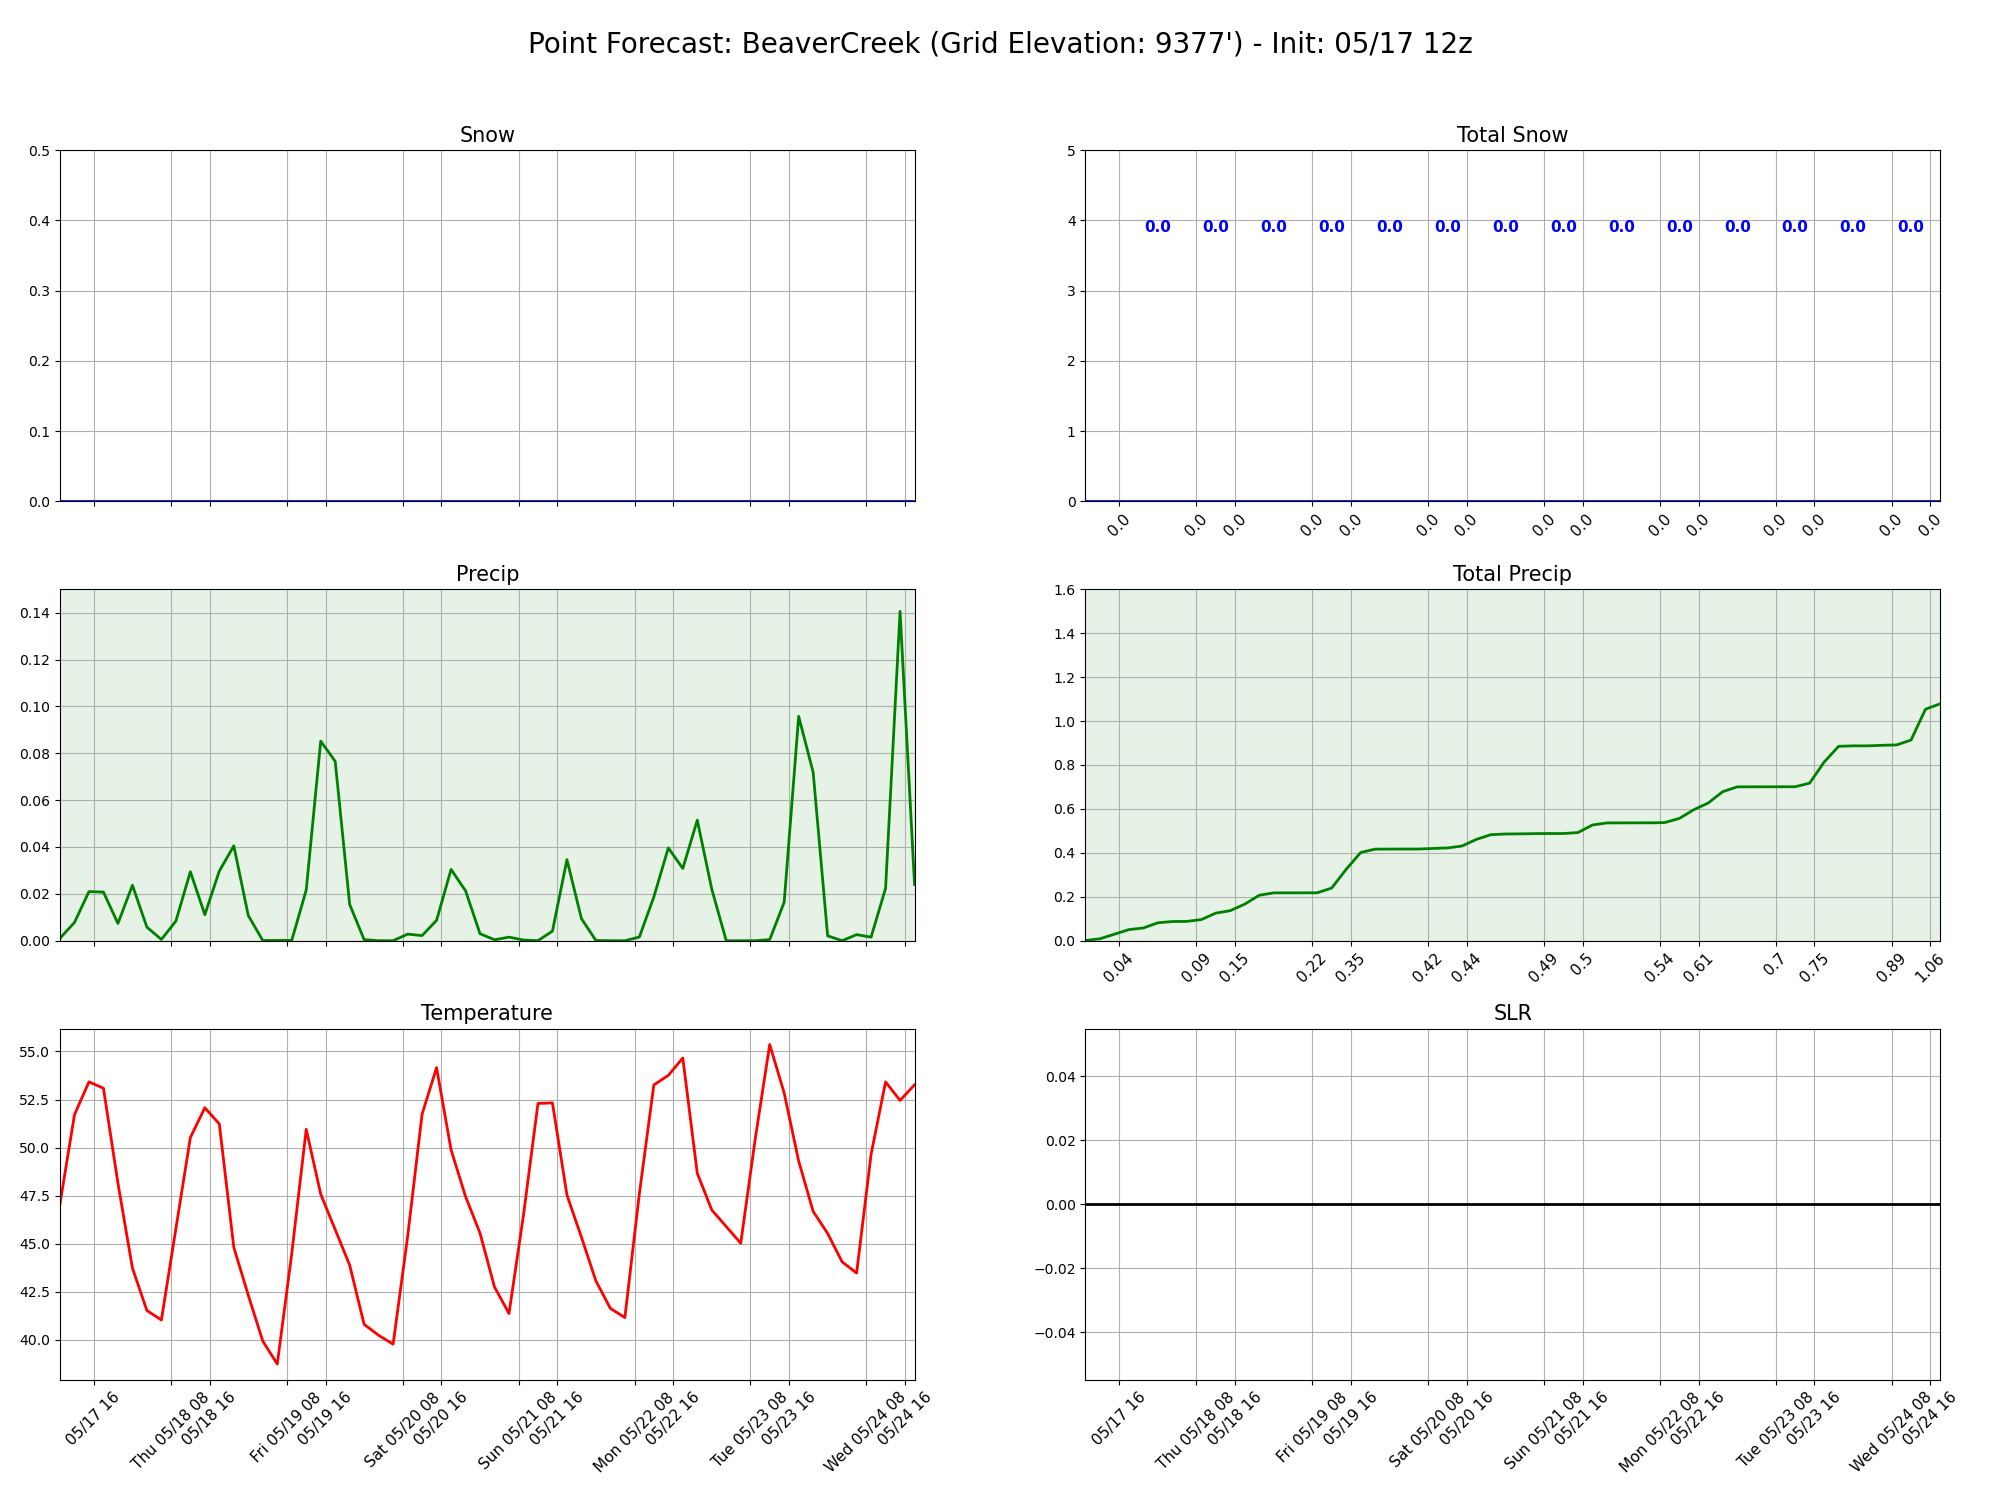 Point Forecast: BeaverCreek (Grid Elevation: 9377') - Init: 05/17 12z
Snow
0.5
0.4
0.3
0.2
0.1
0.0
Total Snow
5
4
3
2
1
0
0.0 0.0 0.0 0.0 0.0 0.0 0.0 0.0 0.0 0.0 0.0 0.0 0.0 0.0
0.0 0.0 0.0 0.0 0.0 0.0 0.0 0.0 0.0 0.0 0.0 0.0 0.0 0.0 0.0
Precip
0.14
0.12
0.10
0.08
0.06
0.04
0.02
0.00
Total Precip
1.6
1.4
1.2
1.0
0.8
0.6
0.4
0.2
0.0
0.04 0.09 0.15 0.22 0.35 0.42 0.44 0.49 0.5 0.54 0.61 0.7 0.75 0.89 1.06
Temperature
55.0
52.5
50.0
47.5
45.0
42.5
40.0
05/17 16
Thu 05/18 08
05/18 16
Fri 05/19 08
05/19 16
Sat 05/20 08
05/20 16
Sun 05/21 08
05/21 16
Mon 05/22 08
05/22 16
Tue 05/23 08
05/23 16
Wed 05/24 08
05/24 16
SLR
0.04
0.02
0.00
−0.02
−0.04
05/17 16
Thu 05/18 08
05/18 16
Fri 05/19 08
05/19 16
Sat 05/20 08
05/20 16
Sun 05/21 08
05/21 16
Mon 05/22 08
05/22 16
Tue 05/23 08
05/23 16
Wed 05/24 08
05/24 16